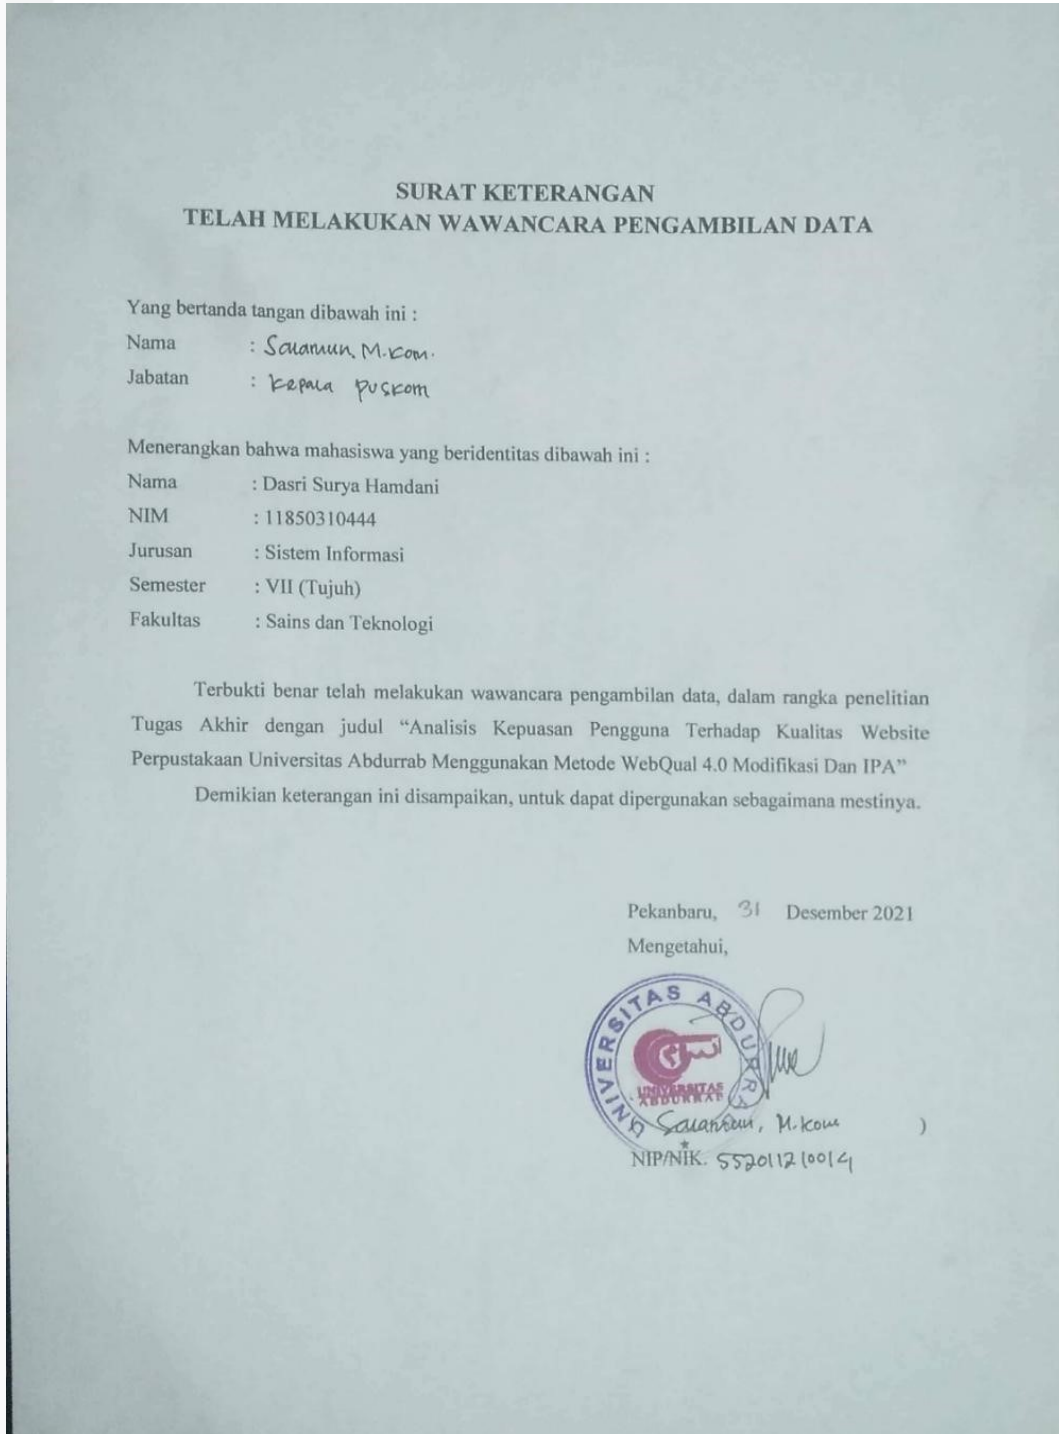 SURAT KETERANGAN
TELAH MELAKUKAN WAWANCARA PENGAMBILAN DATA
Yang bertanda tangan dibawah ini :
Nama : Salamun, M.Kom.
Jabatan : Kepala Puskom
Menerangkan bahwa mahasiswa yang beridentitas dibawah ini :
Nama : Dasri Surya Hamdani
NIM : 11850310444
Jurusan : Sistem Informasi
Semester : VII (Tujuh)
Fakultas : Sains dan Teknologi
Terbukti benar telah melakukan wawancara pengambilan data, dalam rangka penelitian
Tugas Akhir dengan judul “Analisis Kepuasan Pengguna Terhadap Kualitas Website
Perpustakaan Universitas Abdurrab Menggunakan Metode WebQual 4.0 Modifikasi Dan IPA”
Demikian keterangan ini disampaikan, untuk dapat dipergunakan sebagaimana mestinya.
Pekanbaru, 31 Desember 2021
Mengetahui,
UNIVERSITAS ABDURRAB
UNIVERSITAS
ABDURRAB
Salamun, M.Kom )
NIP/NIK. 552011210014